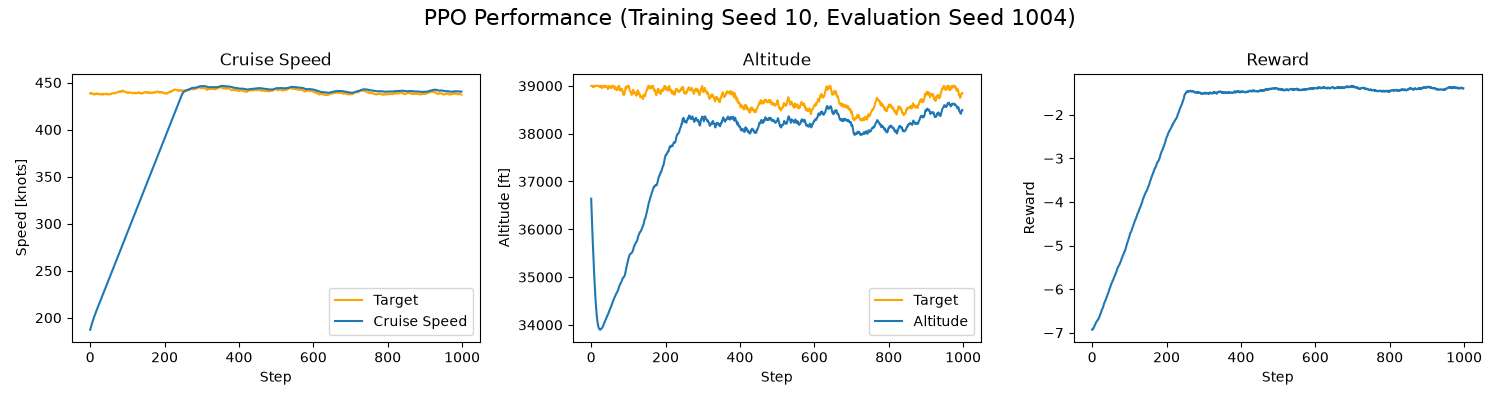 PPO Performance (Training Seed 10, Evaluation Seed 1004)
Cruise Speed
450
400
350
300
250
200
Speed [knots]
0 200 400 600 800 1000
Step
Target
Cruise Speed
Altitude
39000
38000
37000
36000
35000
34000
Altitude [ft]
0 200 400 600 800 1000
Step
Target
Altitude
Reward
−2
−3
−4
−5
−6
−7
Reward
0 200 400 600 800 1000
Step